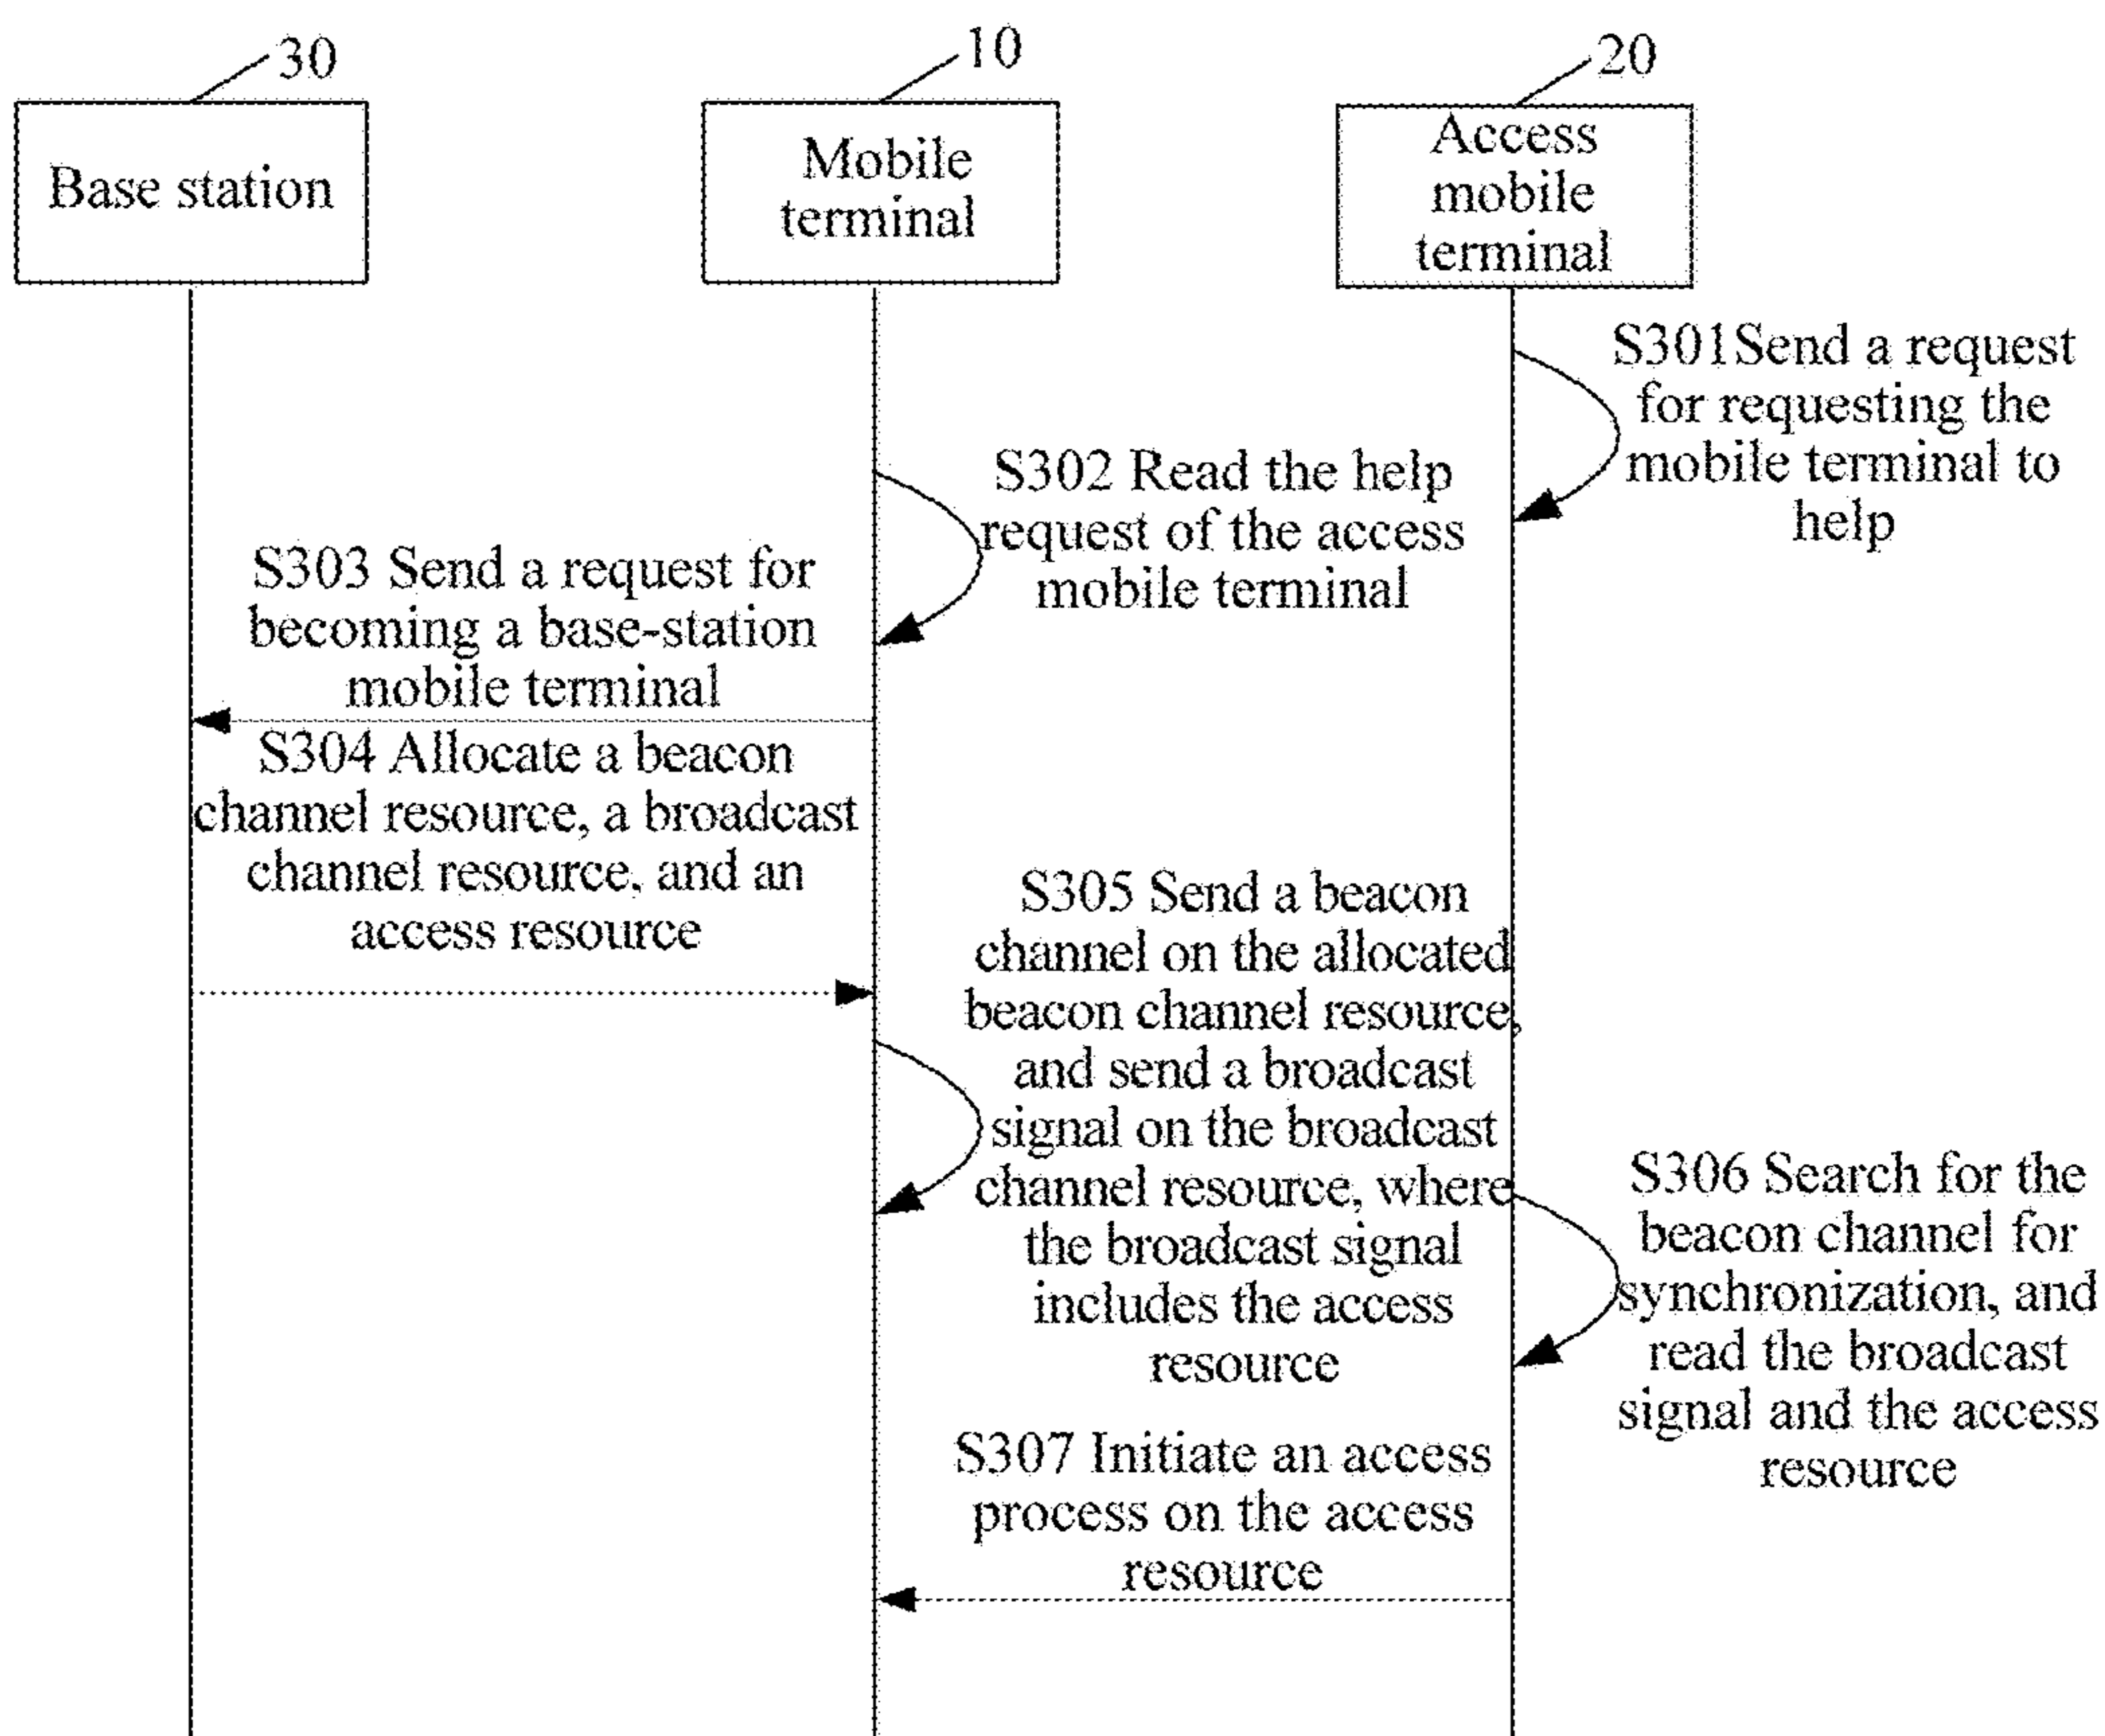 30
10
20
Base station
Mobile
terminal
Access
mobile
terminal
S301Send a request
for requesting the
mobile terminal to
help
S302 Read the help
request of the access
mobile terminal
S303 Send a request for
becoming a base-station
mobile terminal
S304 Allocate a beacon
channel resource, a broadcast
channel resource, and an
access resource
S305 Send a beacon
channel on the allocated
beacon channel resource,
and send a broadcast
signal on the broadcast
channel resource, where
the broadcast signal
includes the access
resource
S306 Search for the
beacon channel for
synchronization, and
read the broadcast
signal and the access
resource
S307 Initiate an access
process on the access
resource